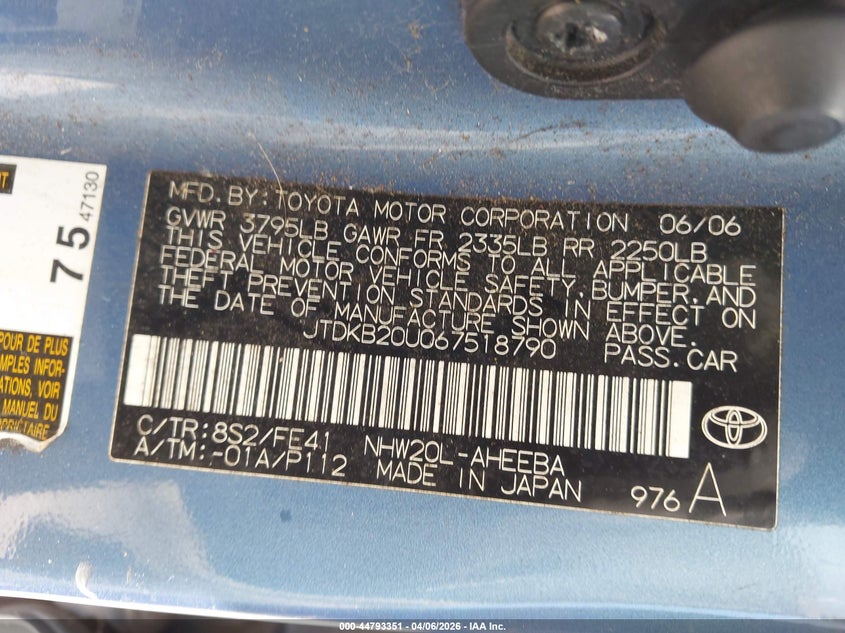 MFD. BY: TOYOTA MOTOR CORPORATION 06/06
GVWR 3795LB GAWR FR 2335LB RR 2250LB
THIS VEHICLE CONFORMS TO ALL APPLICABLE
FEDERAL MOTOR VEHICLE SAFETY, BUMPER, AND
THEFT PREVENTION STANDARDS IN EFFECT ON
THE DATE OF MANUFACTURE SHOWN ABOVE.
JTDKB20U067518790 PASS.CAR
C/TR:8S2/FE41 NHW20L-AHEEBA
A/TM:-01A/P112 MADE IN JAPAN
976 A
75
47130
POUR DE PLUS
AMPLES INFOR-
MATIONS, VOIR
MANUEL DU
PROPRIÉTAIRE
000-44793351 | 04/06/2026 - IAA Inc.